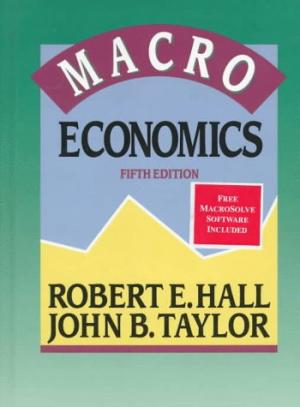 MACRO
ECONOMICS
FIFTH EDITION
FREE
MACROSOLVE
SOFTWARE
INCLUDED
ROBERT E. HALL
JOHN B. TAYLOR